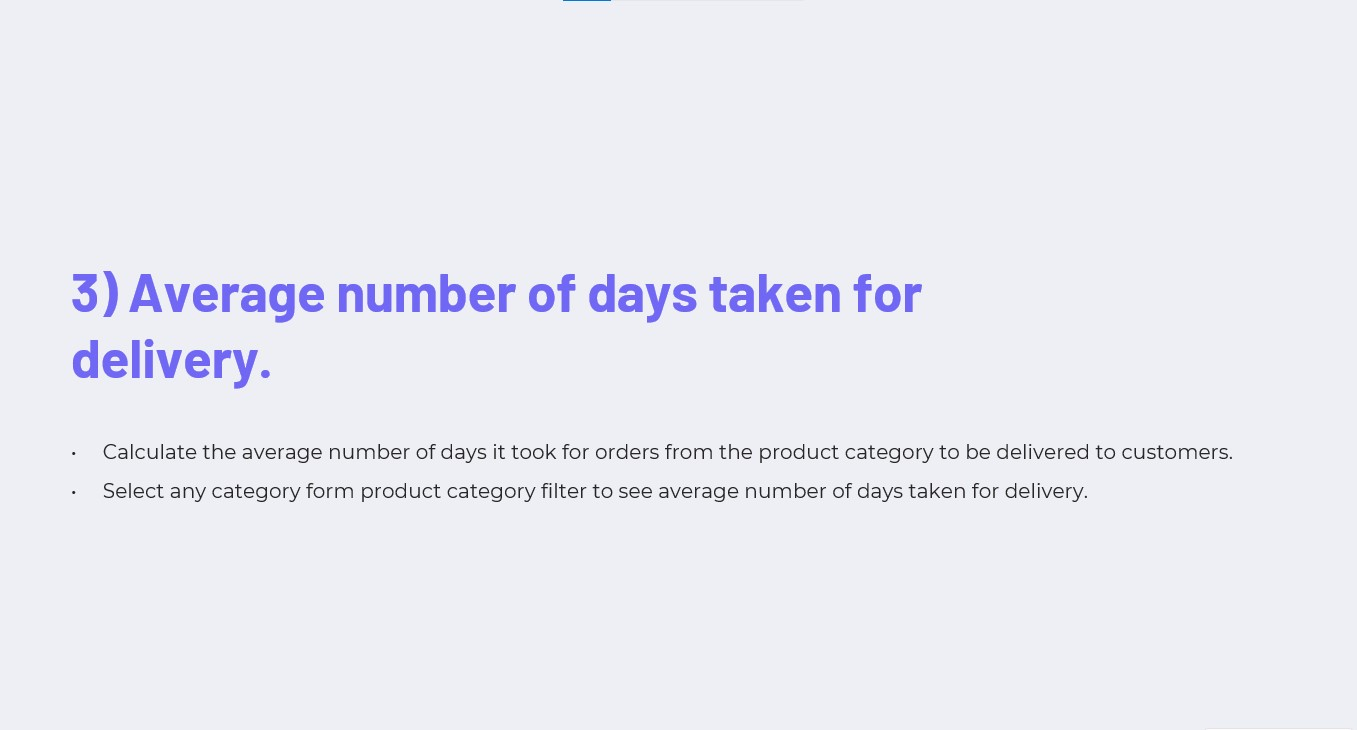 3) Average number of days taken for
delivery.
• Calculate the average number of days it took for orders from the product category to be delivered to customers.
• Select any category form product category filter to see average number of days taken for delivery.